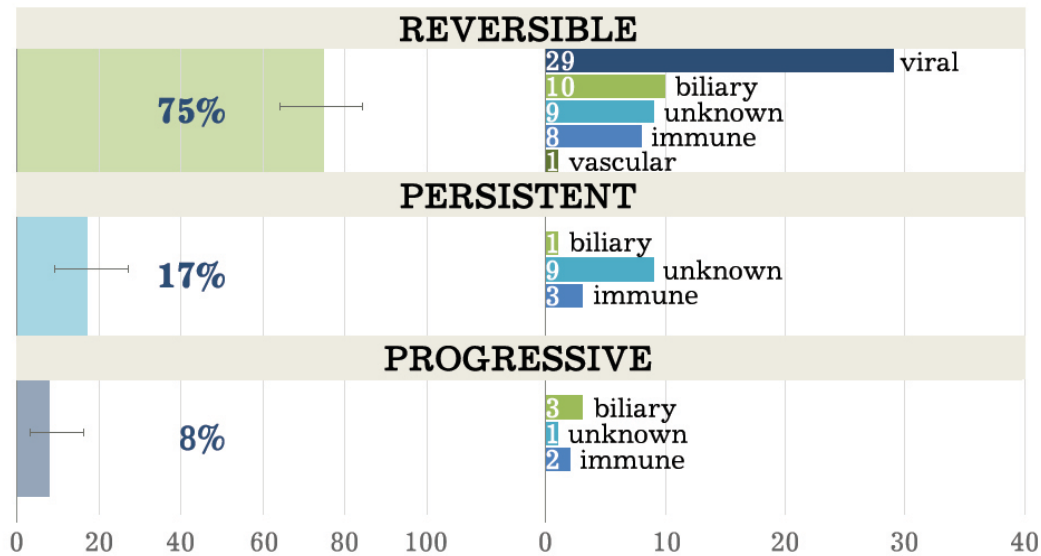 REVERSIBLE
75%
29 viral
10 biliary
9 unknown
8 immune
1 vascular
PERSISTENT
17%
1 biliary
9 unknown
3 immune
PROGRESSIVE
8%
3 biliary
1 unknown
2 immune
0 20 40 60 80 100 0 10 20 30 40